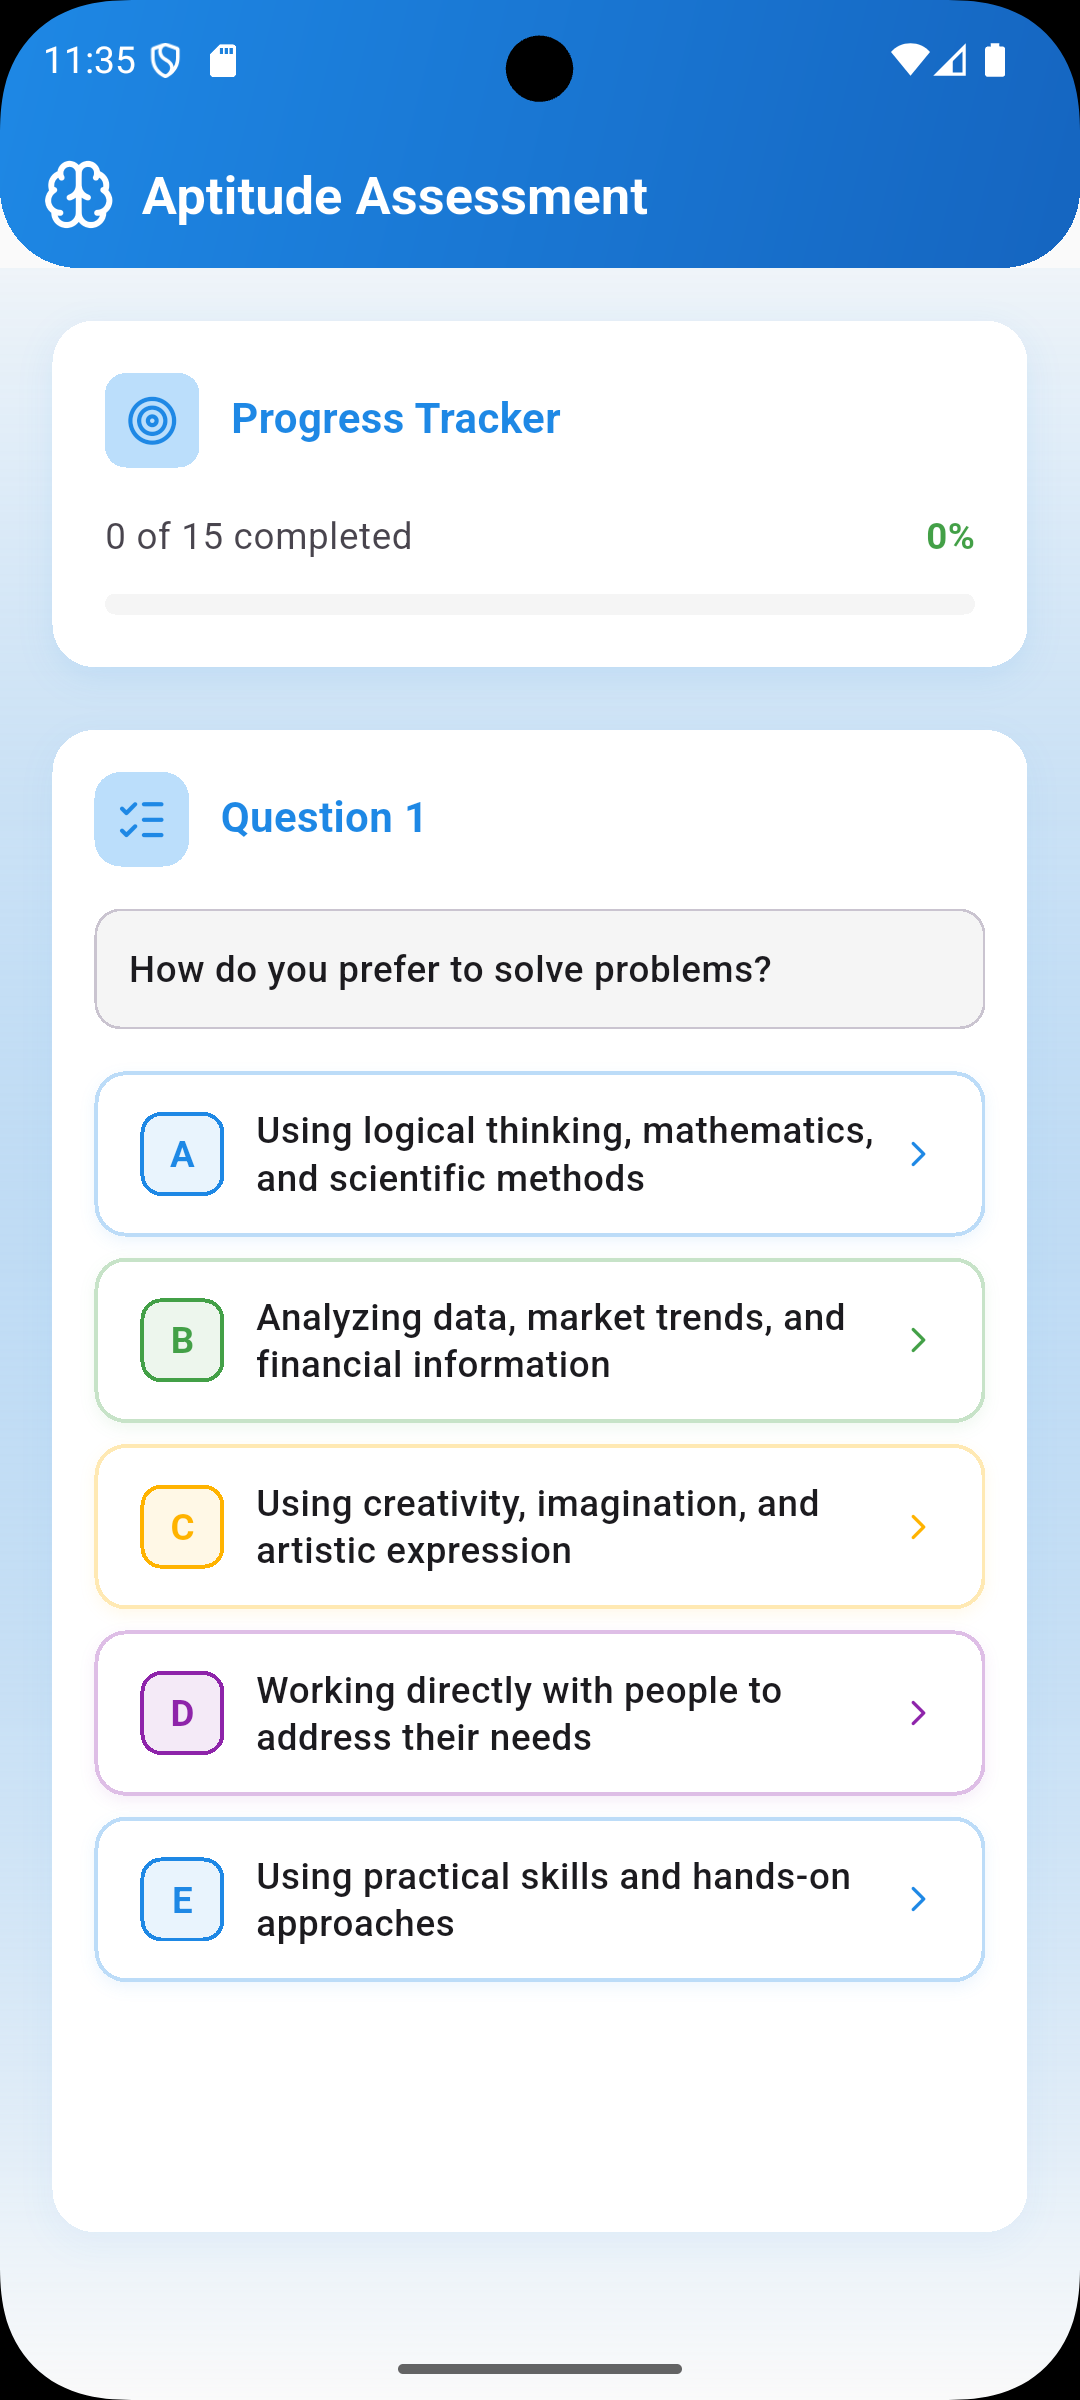 11:35
Aptitude Assessment
Progress Tracker
0 of 15 completed
0%
Question 1
How do you prefer to solve problems?
A
Using logical thinking, mathematics,
and scientific methods
B
Analyzing data, market trends, and
financial information
C
Using creativity, imagination, and
artistic expression
D
Working directly with people to
address their needs
E
Using practical skills and hands-on
approaches